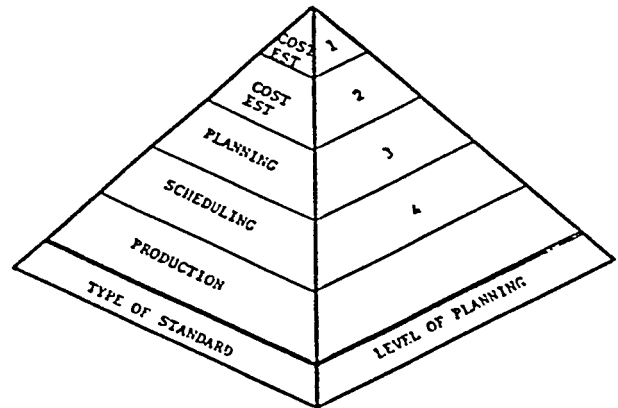 COST
EST
1
COST
EST
2
PLANNING
3
SCHEDULING
4
PRODUCTION
TYPE OF STANDARD
LEVEL OF PLANNING